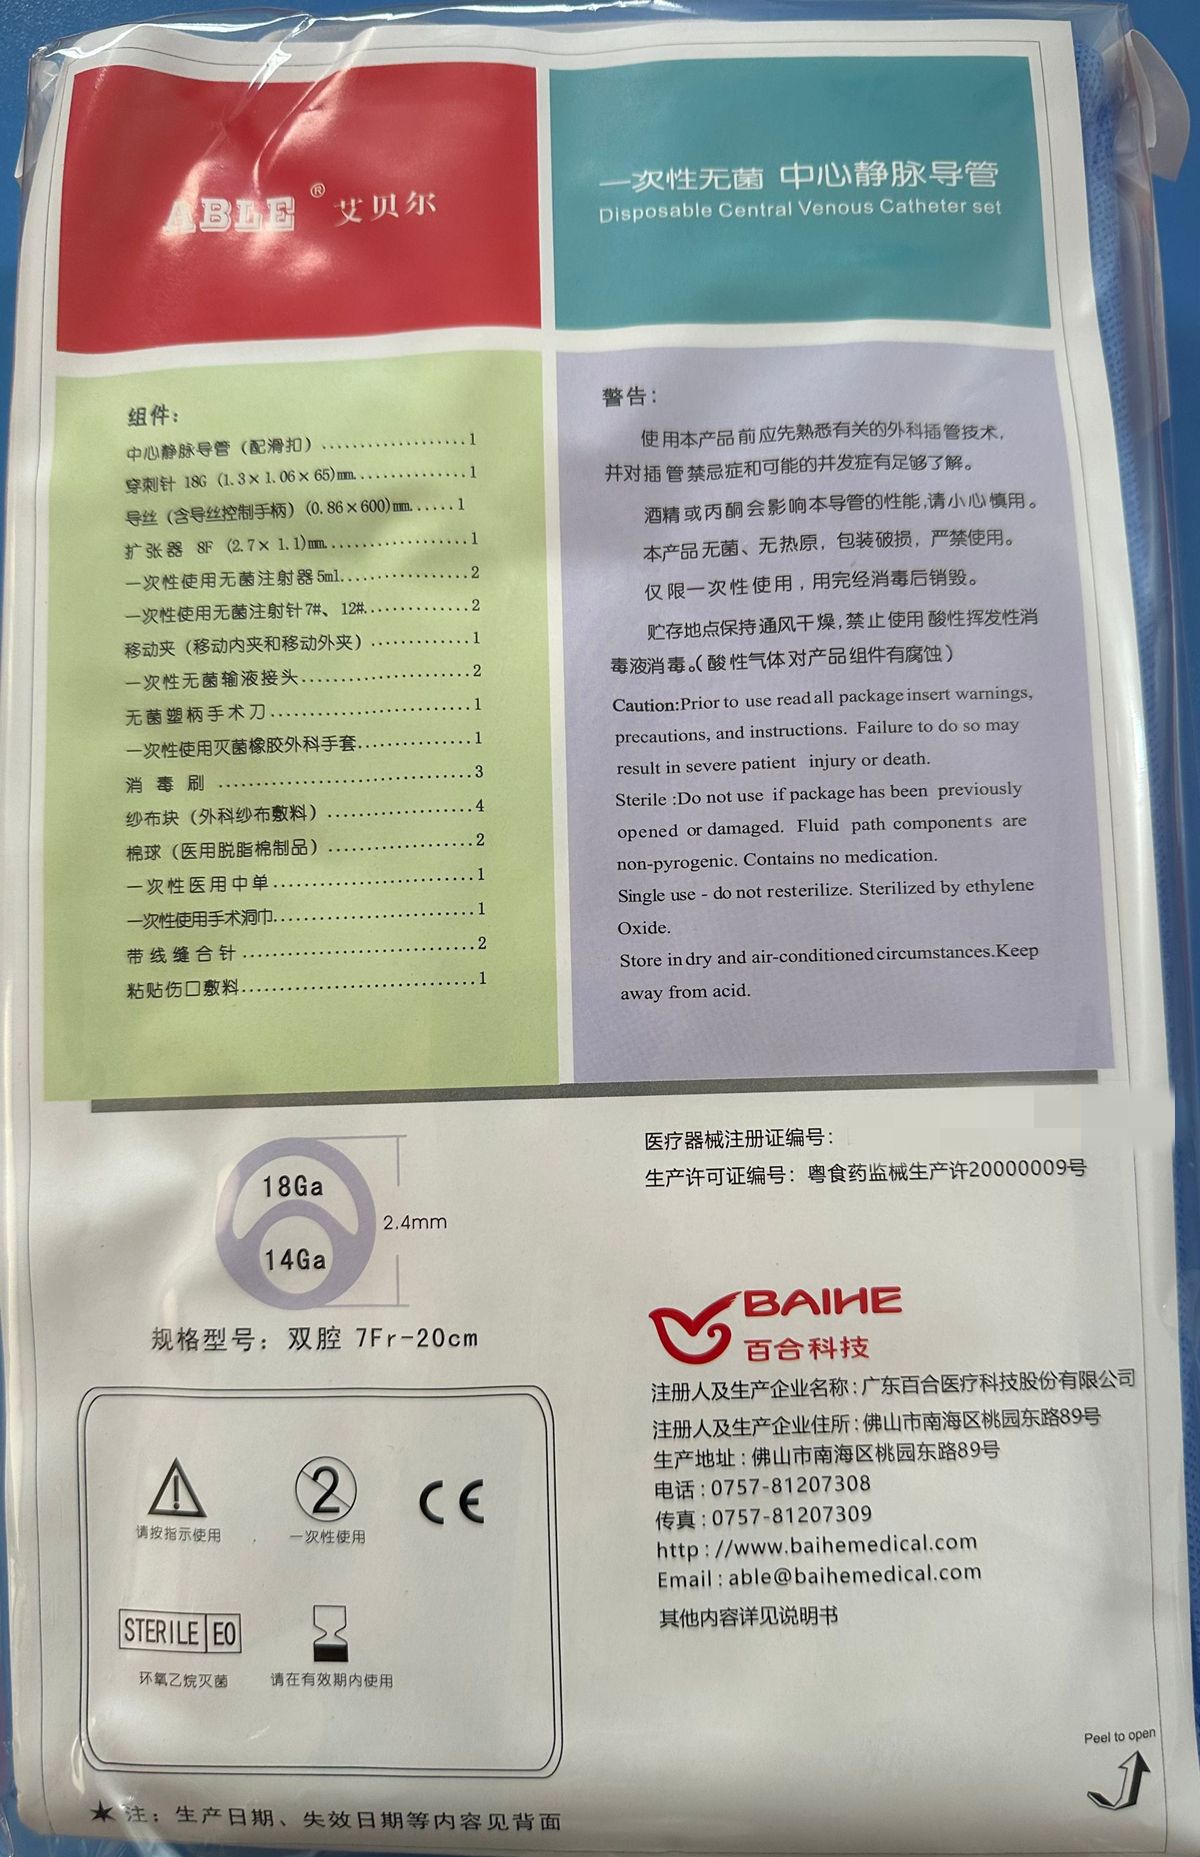 ABLE® 艾贝尔
一次性无菌 中心静脉导管
Disposable Central Venous Catheter set
组件:
中心静脉导管（配滑扣）....................1
穿刺针 18G (1.3×1.06×65)mm..............1
导丝（含导丝控制手柄）(0.86×600)mm......1
扩张器 8F (2.7×1.1)mm..................1
一次性使用无菌注射器5ml..................2
一次性使用无菌注射针7#、12#..............2
移动夹（移动内夹和移动外夹）.............1
一次性无菌输液接头......................2
无菌塑柄手术刀..........................1
一次性使用灭菌橡胶外科手套...............1
消毒刷 ................................3
纱布块（外科纱布敷料）..................4
棉球（医用脱脂棉制品）..................2
一次性医用中单..........................1
一次性使用手术洞巾......................1
带线缝合针.............................2
粘贴伤口敷料...........................1
警告:
使用本产品前应先熟悉有关的外科插管技术,
并对插管禁忌症和可能的并发症有足够了解。
酒精或丙酮会影响本导管的性能,请小心慎用。
本产品无菌、无热原，包装破损，严禁使用。
仅限一次性使用，用完经消毒后销毁。
贮存地点保持通风干燥,禁止使用酸性挥发性消
毒液消毒。(酸性气体对产品组件有腐蚀)
Caution:Prior to use read all package insert warnings,
precautions, and instructions. Failure to do so may
result in severe patient injury or death.
Sterile :Do not use if package has been previously
opened or damaged. Fluid path components are
non-pyrogenic. Contains no medication.
Single use - do not resterilize. Sterilized by ethylene
Oxide.
Store in dry and air-conditioned circumstances.Keep
away from acid.
18Ga
14Ga
2.4mm
规格型号：双腔 7Fr-20cm
医疗器械注册证编号:
生产许可证编号：粤食药监械生产许20000009号
BAIHE
百合科技
注册人及生产企业名称:广东百合医疗科技股份有限公司
注册人及生产企业住所:佛山市南海区桃园东路89号
生产地址:佛山市南海区桃园东路89号
电话:0757-81207308
传真:0757-81207309
http://www.baihemedical.com
Email:able@baihemedical.com
其他内容详见说明书
2
CE
请按指示使用
一次性使用
STERILE EO
环氧乙烷灭菌
请在有效期内使用
Peel to open
★注：生产日期、失效日期等内容见背面